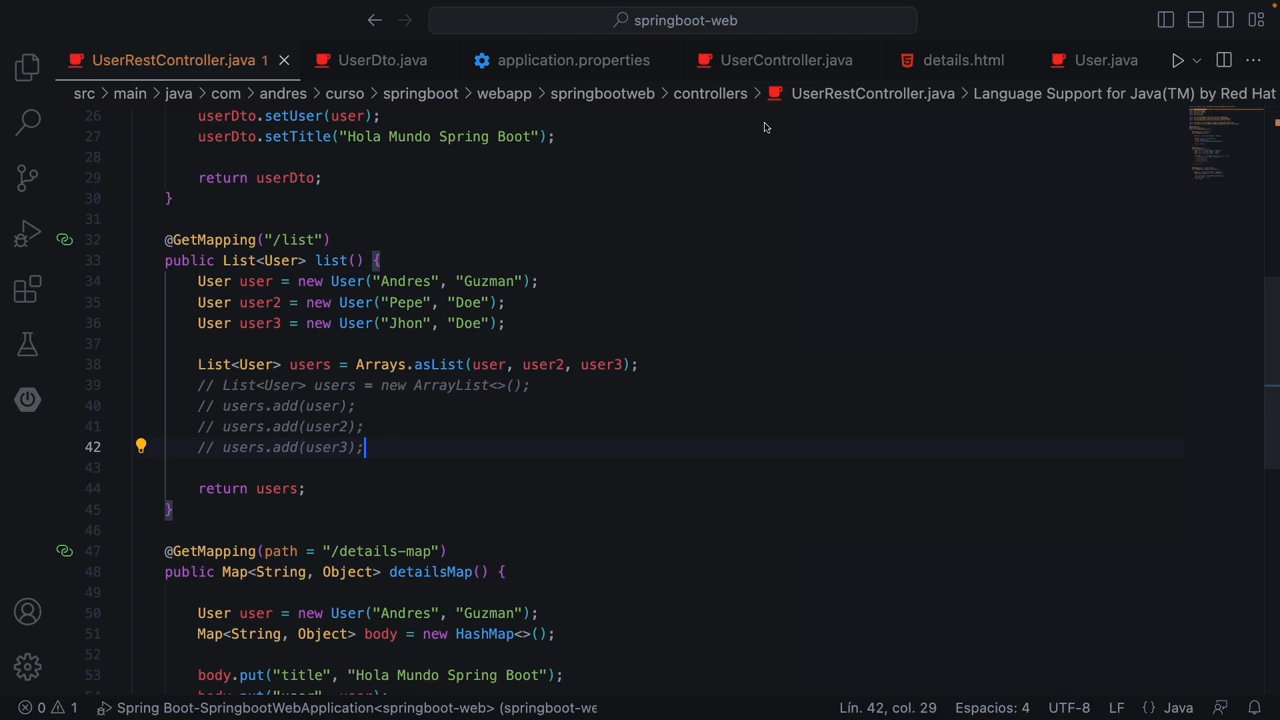 springboot-web
UserRestController.java 1
UserDto.java
application.properties
UserController.java
details.html
User.java
src > main > java > com > andres > curso > springboot > webapp > springbootweb > controllers > UserRestController.java > Language Support for Java(TM) by Red Hat
26 userDto.setUser(user);
27 userDto.setTitle("Hola Mundo Spring Boot");
28
29 return userDto;
30 }
31
32 @GetMapping("/list")
33 public List<User> list() {
34 User user = new User("Andres", "Guzman");
35 User user2 = new User("Pepe", "Doe");
36 User user3 = new User("Jhon", "Doe");
37
38 List<User> users = Arrays.asList(user, user2, user3);
39 // List<User> users = new ArrayList<>();
40 // users.add(user);
41 // users.add(user2);
42 // users.add(user3);
43
44 return users;
45 }
46
47 @GetMapping(path = "/details-map")
48 public Map<String, Object> detailsMap() {
49
50 User user = new User("Andres", "Guzman");
51 Map<String, Object> body = new HashMap<>();
52
53 body.put("title", "Hola Mundo Spring Boot");
54 body.put("user", user);
0 1 Spring Boot-SpringbootWebApplication<springboot-web> (springboot-we
Lín. 42, col. 29 Espacios: 4 UTF-8 LF {} Java